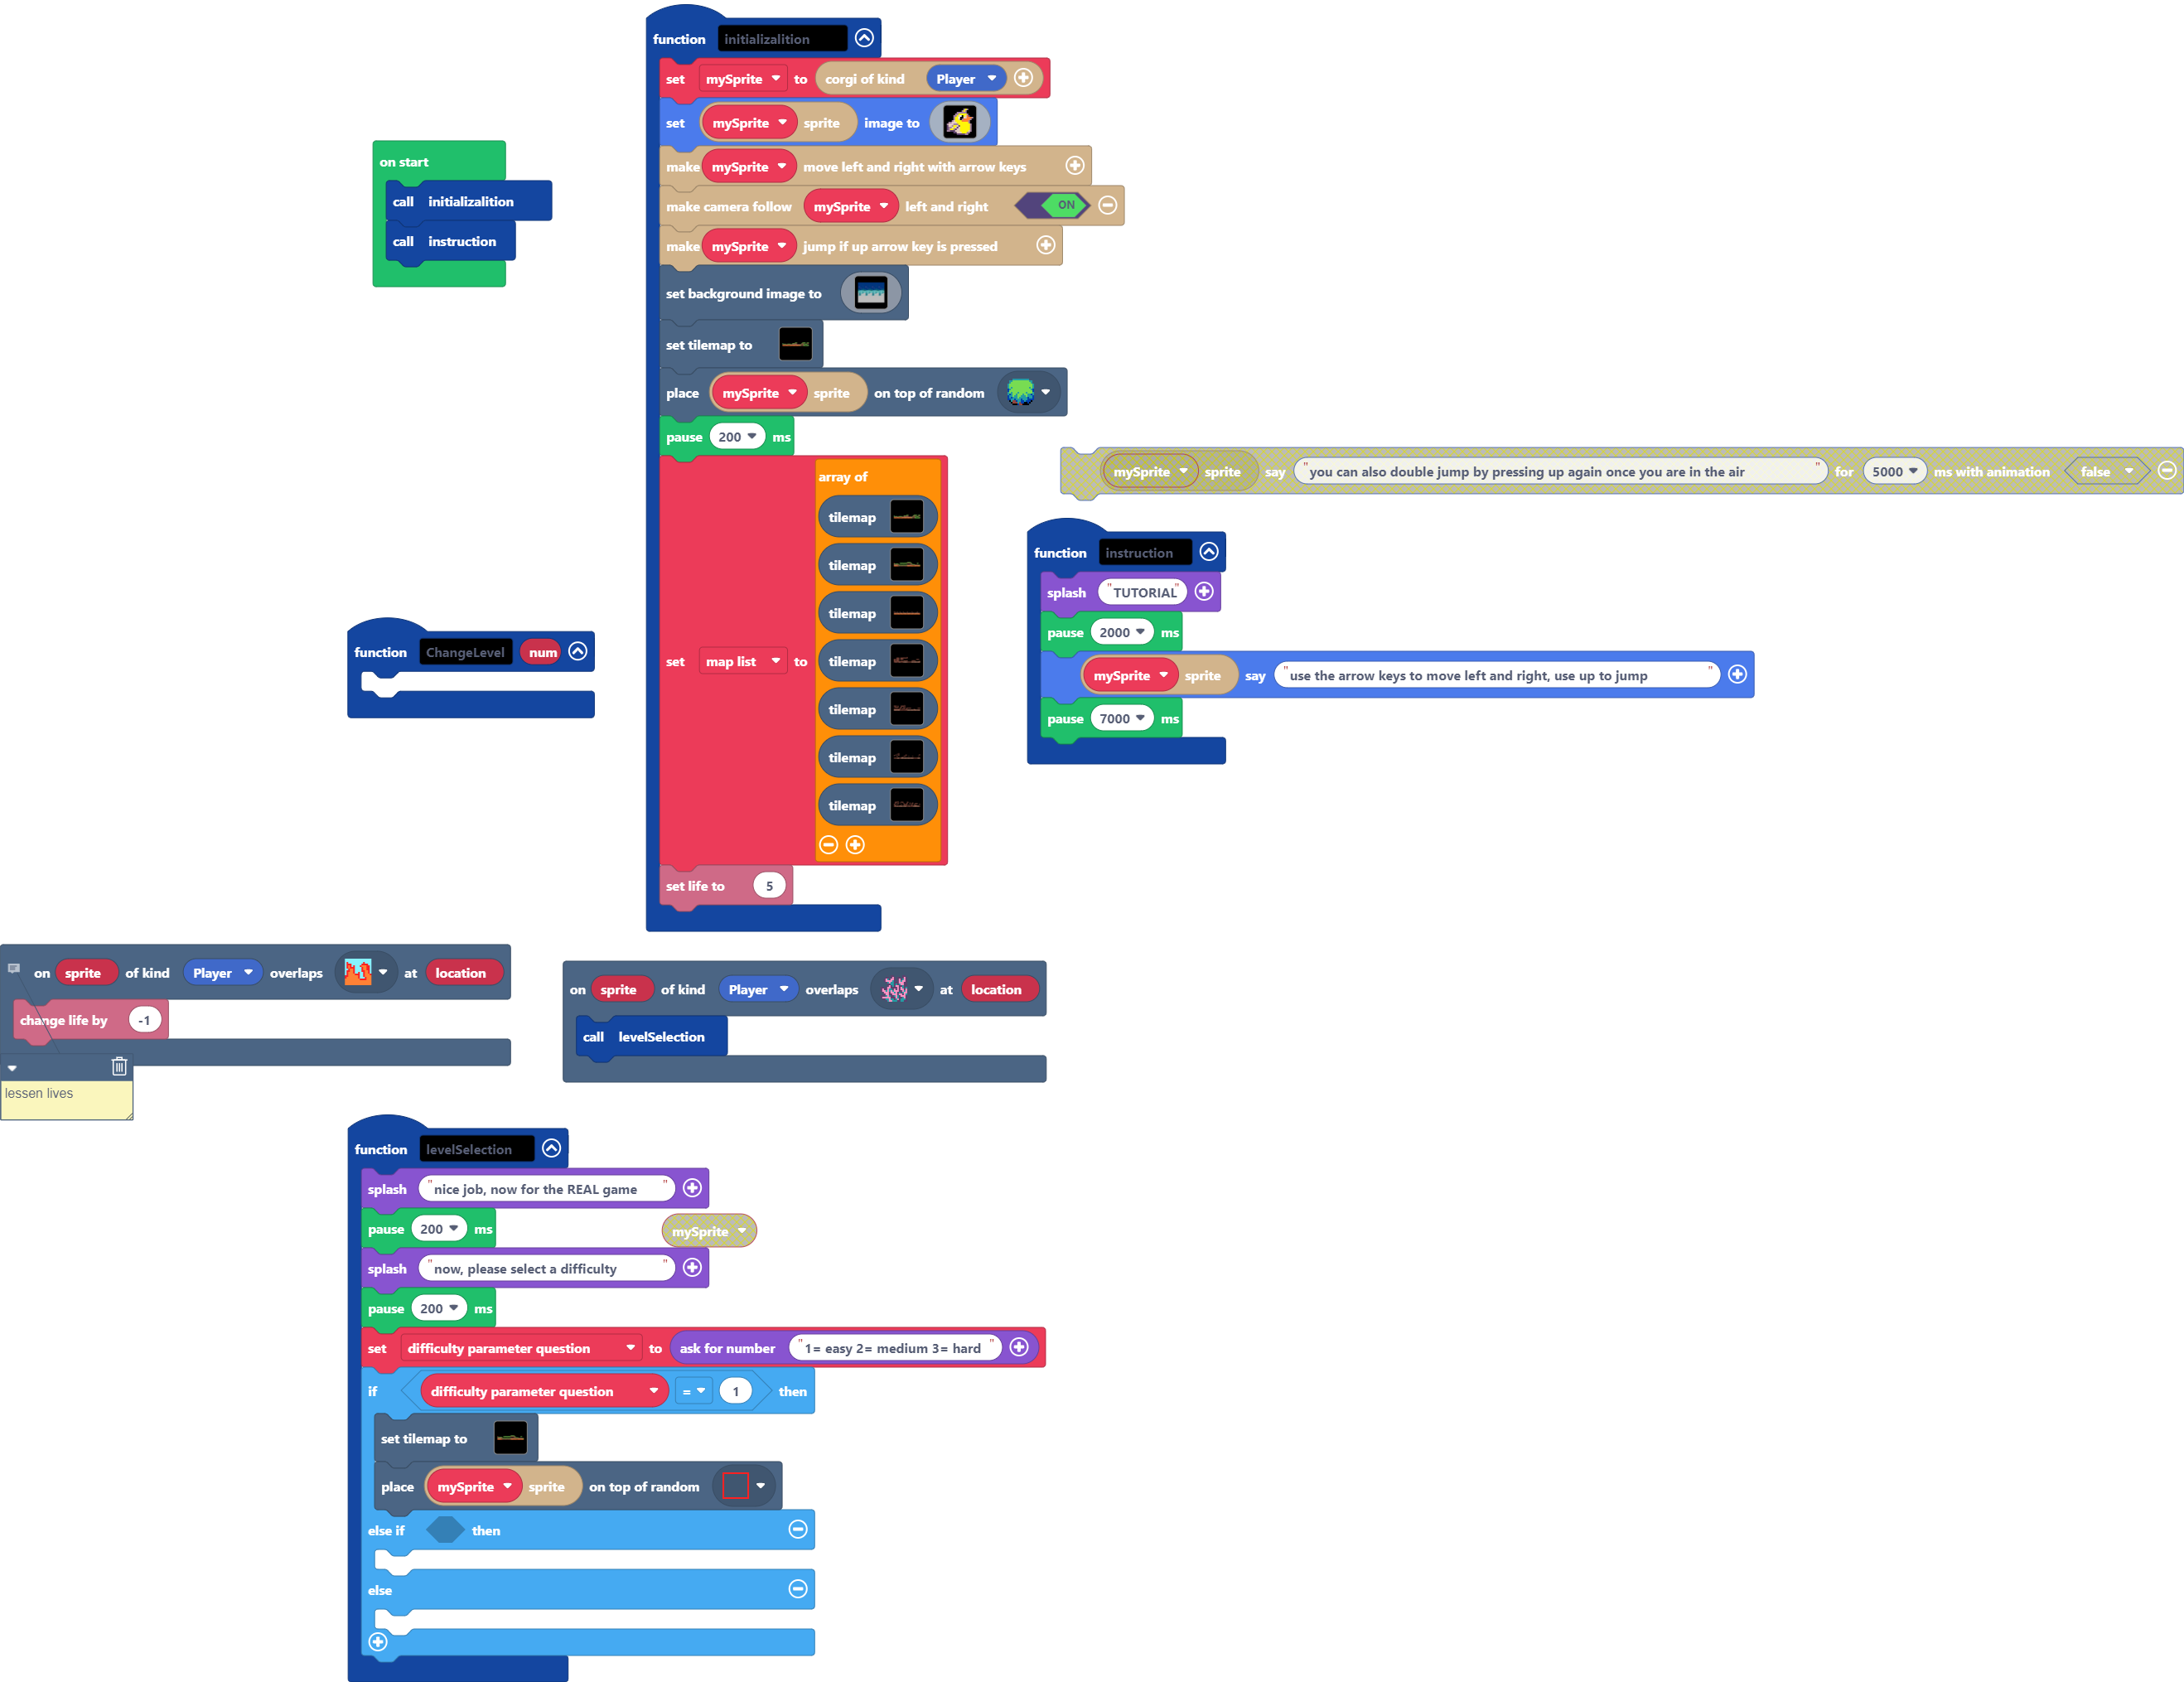 function initializalition
set mySprite to corgi of kind Player
set mySprite sprite image to
make mySprite move left and right with arrow keys
make camera follow mySprite left and right ON
make mySprite jump if up arrow key is pressed
set background image to
set tilemap to
place mySprite sprite on top of random
pause 200 ms
set map list to array of
tilemap
tilemap
tilemap
tilemap
tilemap
tilemap
tilemap
set life to 5
on start
call initializalition
call instruction
mySprite sprite say "you can also double jump by pressing up again once you are in the air" for 5000 ms with animation false
function instruction
splash "TUTORIAL"
pause 2000 ms
mySprite sprite say "use the arrow keys to move left and right, use up to jump"
pause 7000 ms
function ChangeLevel num
on sprite of kind Player overlaps at location
change life by -1
lessen lives
on sprite of kind Player overlaps at location
call levelSelection
function levelSelection
splash "nice job, now for the REAL game"
pause 200 ms
mySprite
splash "now, please select a difficulty"
pause 200 ms
set difficulty parameter question to ask for number "1= easy 2= medium 3= hard"
if difficulty parameter question = 1 then
set tilemap to
place mySprite sprite on top of random
else if then
else